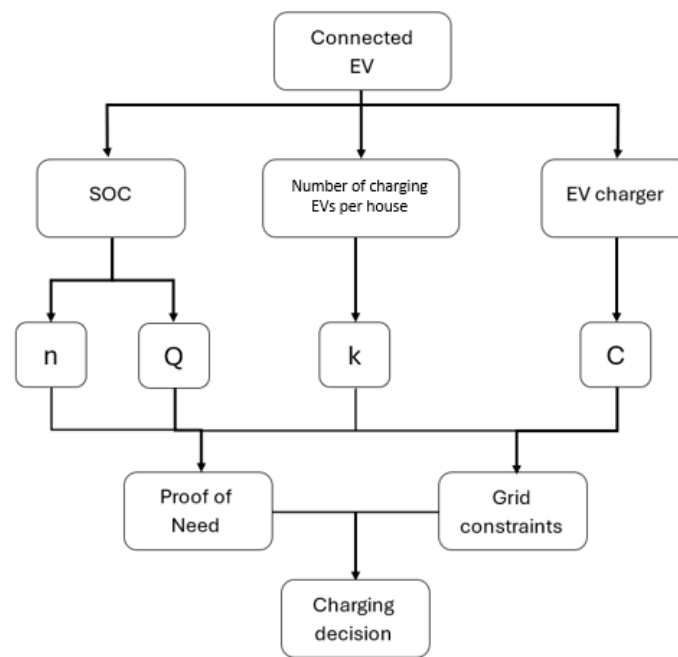 Connected
EV
SOC
Number of charging
EVs per house
EV charger
n
Q
k
C
Proof of
Need
Grid
constraints
Charging
decision